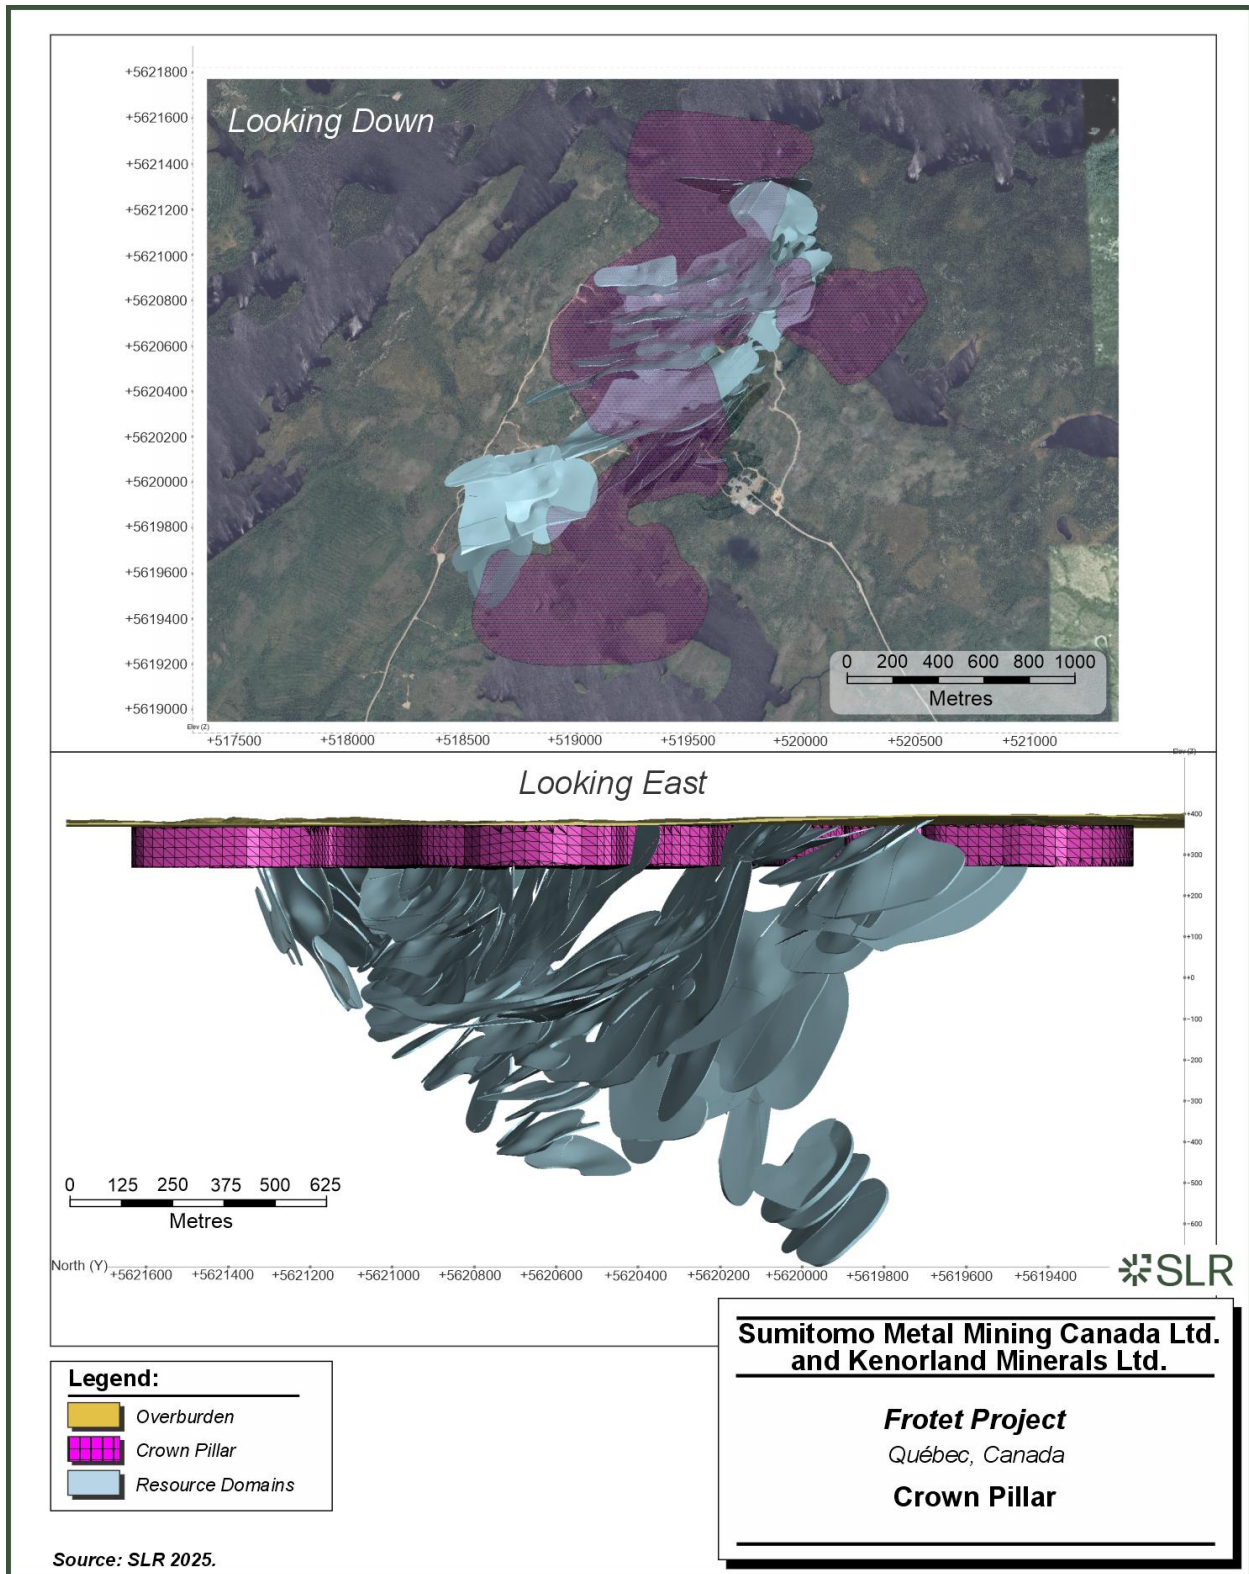 Looking Down
+5621800
+5621600
+5621400
+5621200
+5621000
+5620800
+5620600
+5620400
+5620200
+5620000
+5619800
+5619600
+5619400
+5619200
+5619000
Elev (Z)
0 200 400 600 800 1000
Metres
+517500 +518000 +518500 +519000 +519500 +520000 +520500 +521000
Elev (Z)
Looking East
+400
+300
+200
+100
+0
-100
-200
-300
-400
-500
-600
0 125 250 375 500 625
Metres
North (Y) +5621600 +5621400 +5621200 +5621000 +5620800 +5620600 +5620400 +5620200 +5620000 +5619800 +5619600 +5619400
SLR
Sumitomo Metal Mining Canada Ltd.
and Kenorland Minerals Ltd.
Frotet Project
Québec, Canada
Crown Pillar
Legend:
Overburden
Crown Pillar
Resource Domains
Source: SLR 2025.